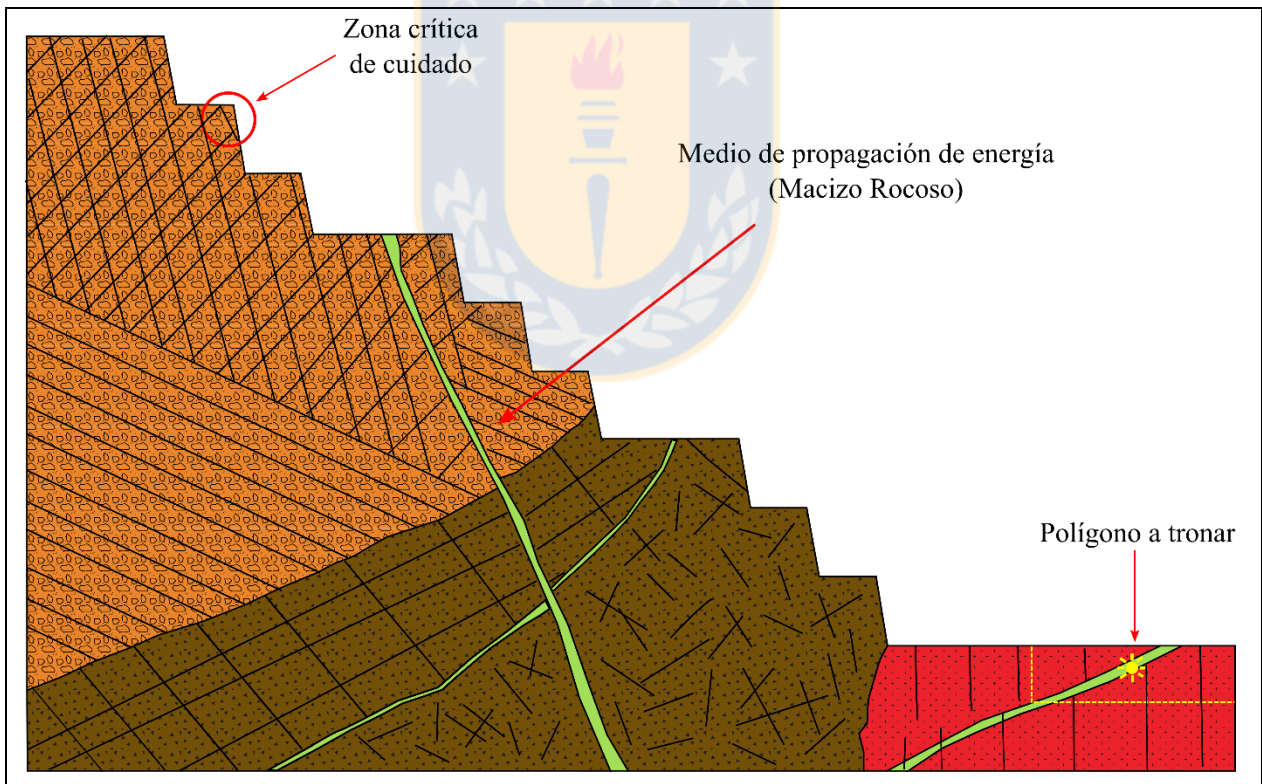 Zona crítica
de cuidado
Medio de propagación de energía
(Macizo Rocoso)
Polígono a tronar